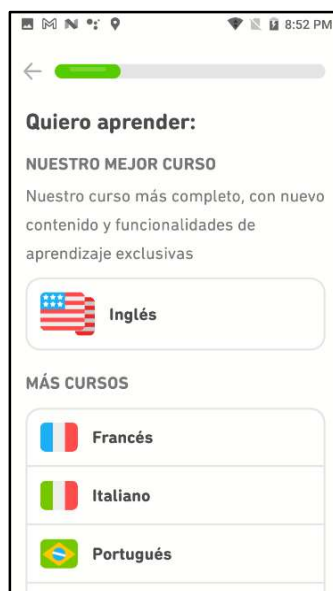 8:52 PM
Quiero aprender:
NUESTRO MEJOR CURSO
Nuestro curso más completo, con nuevo
contenido y funcionalidades de
aprendizaje exclusivas
Inglés
MÁS CURSOS
Francés
Italiano
Portugués